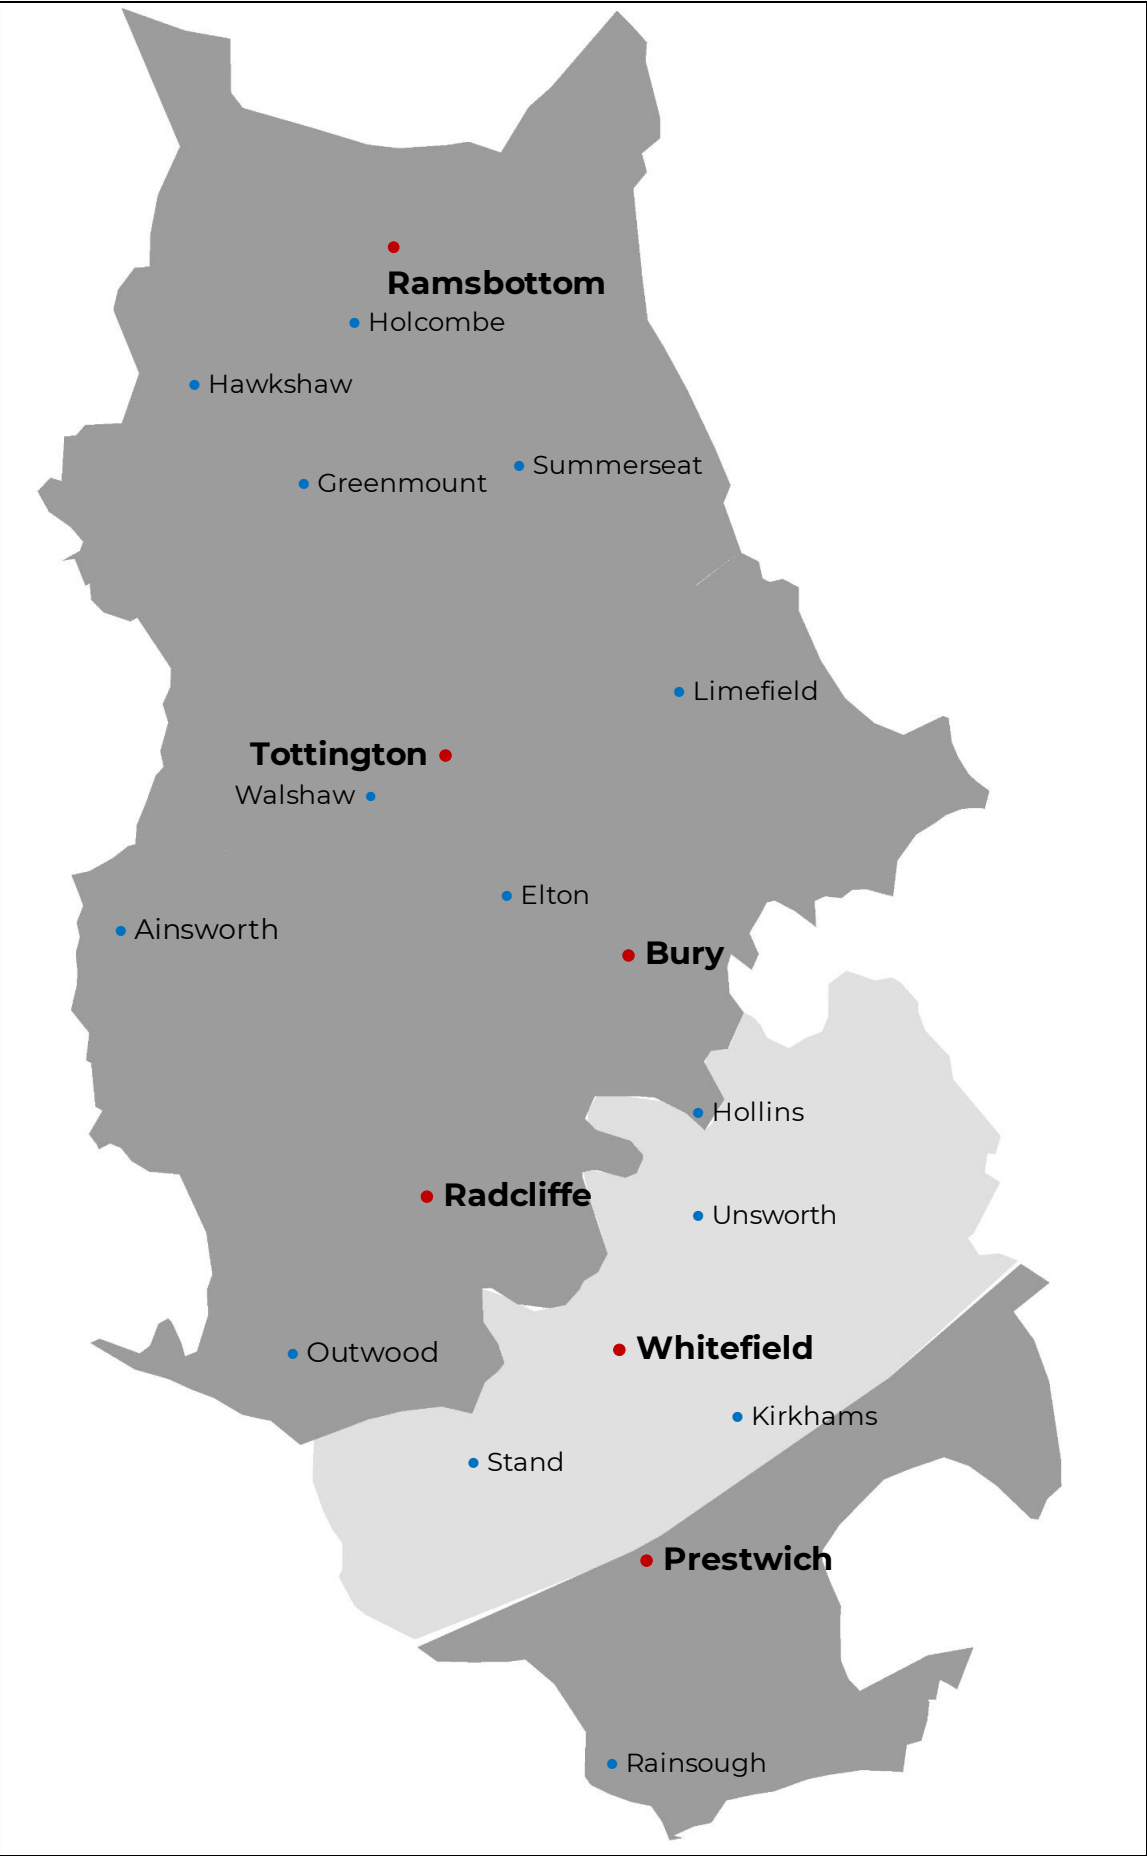 Ramsbottom
Holcombe
Hawkshaw
Summerseat
Greenmount
Limefield
Tottington
Walshaw
Elton
Ainsworth
Bury
Hollins
Radcliffe
Unsworth
Whitefield
Outwood
Kirkhams
Stand
Prestwich
Rainsough